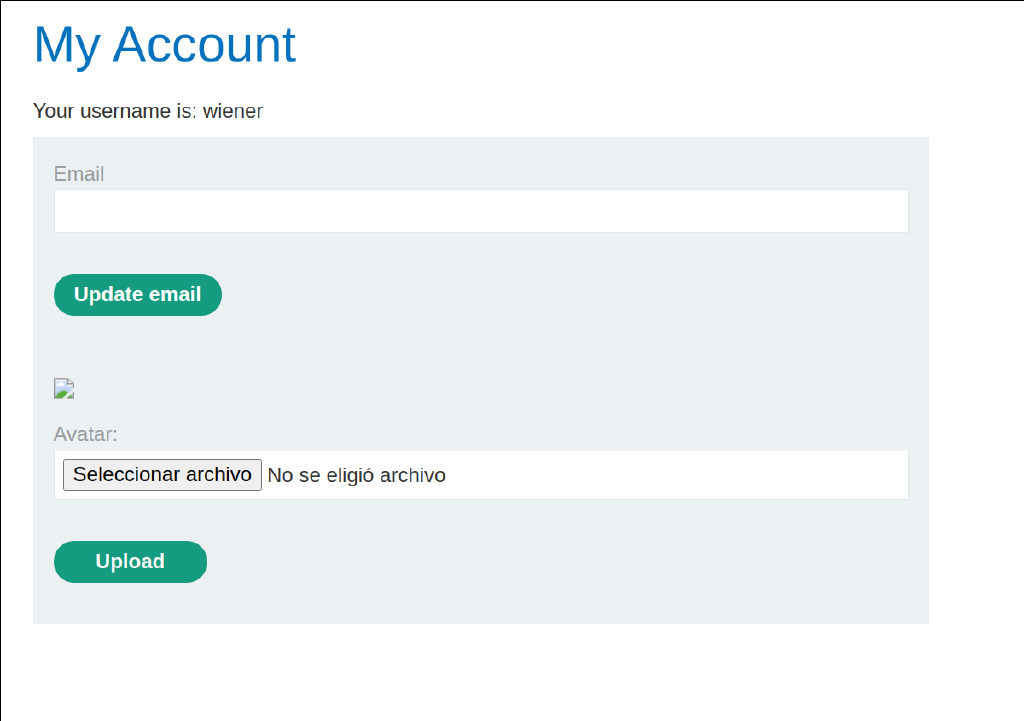 My Account
Your username is: wiener
Email
Update email
Avatar:
Seleccionar archivo No se eligió archivo
Upload